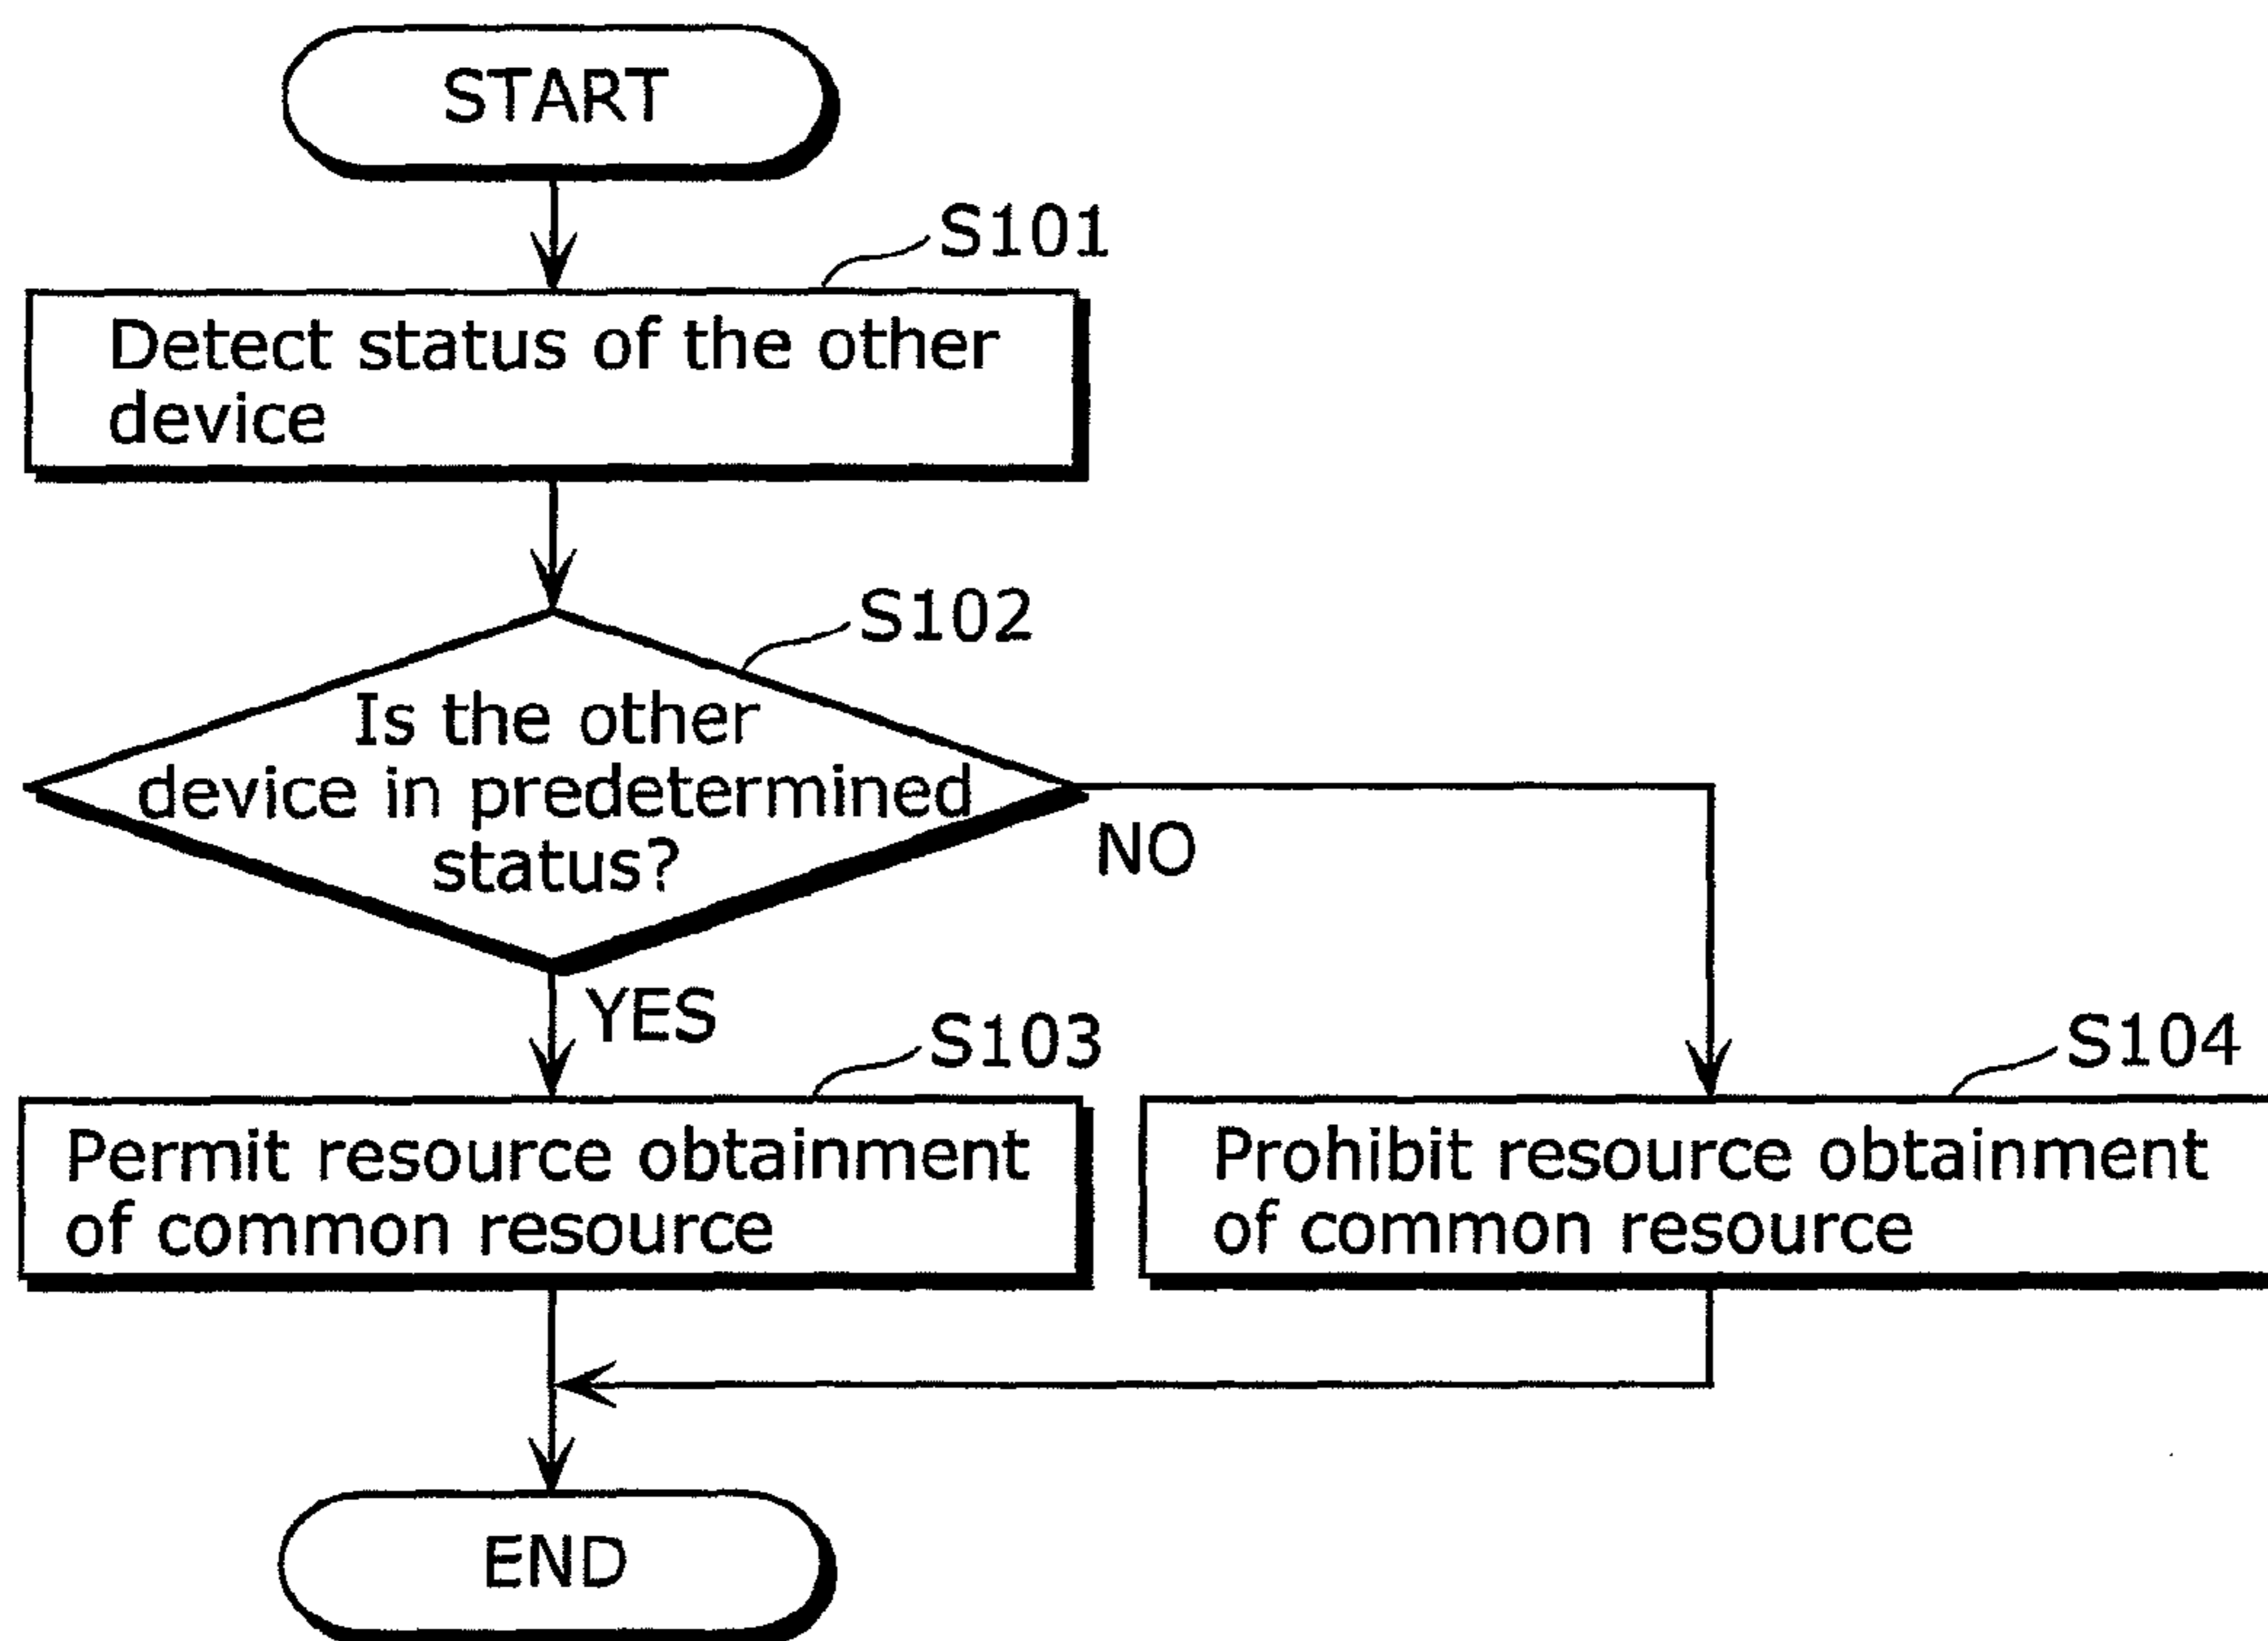 START
S101
Detect status of the other
device
S102
Is the other
device in predetermined
status?
NO
YES
S103
Permit resource obtainment
of common resource
S104
Prohibit resource obtainment
of common resource
END